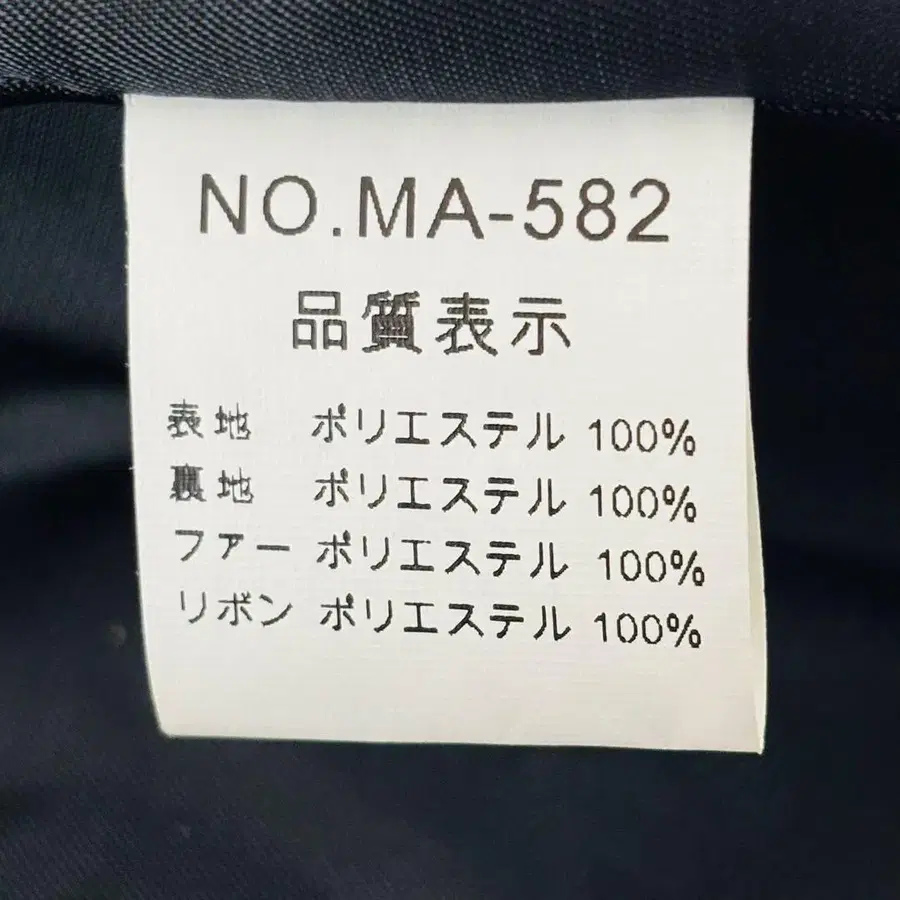 NO.MA-582
品質表示
表地 ポリエステル 100%
裏地 ポリエステル 100%
ファー ポリエステル 100%
リボン ポリエステル 100%